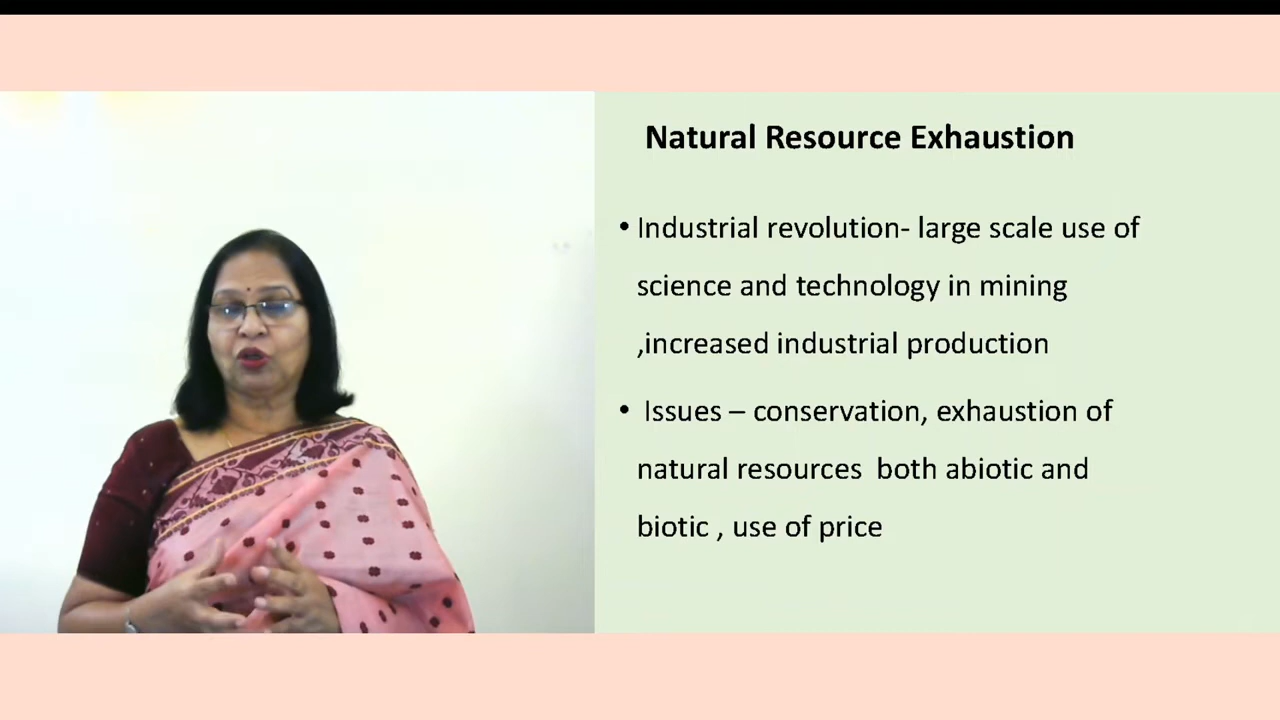 Natural Resource Exhaustion
• Industrial revolution- large scale use of
science and technology in mining
,increased industrial production
• Issues – conservation, exhaustion of
natural resources  both abiotic and
biotic , use of price